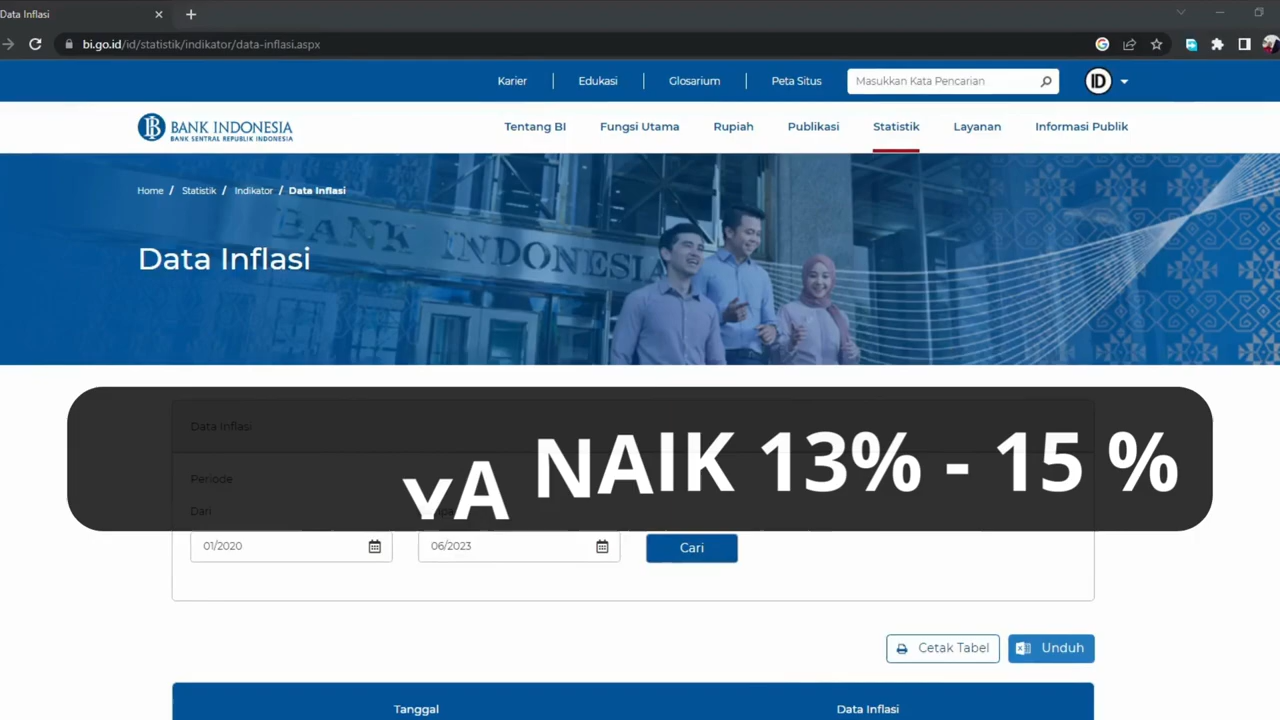 Data Inflasi
bi.go.id/id/statistik/indikator/data-inflasi.aspx
Karier Edukasi Glosarium Peta Situs Masukkan Kata Pencarian ID
BANK INDONESIA
BANK SENTRAL REPUBLIK INDONESIA
Tentang BI Fungsi Utama Rupiah Publikasi Statistik Layanan Informasi Publik
Home / Statistik / Indikator / Data Inflasi
BANK INDONESIA
Data Inflasi
Data Inflasi
NAIK 13% - 15 %
Periode
Dari
01/2020 06/2023 Cari
Cetak Tabel Unduh
Tanggal Data Inflasi